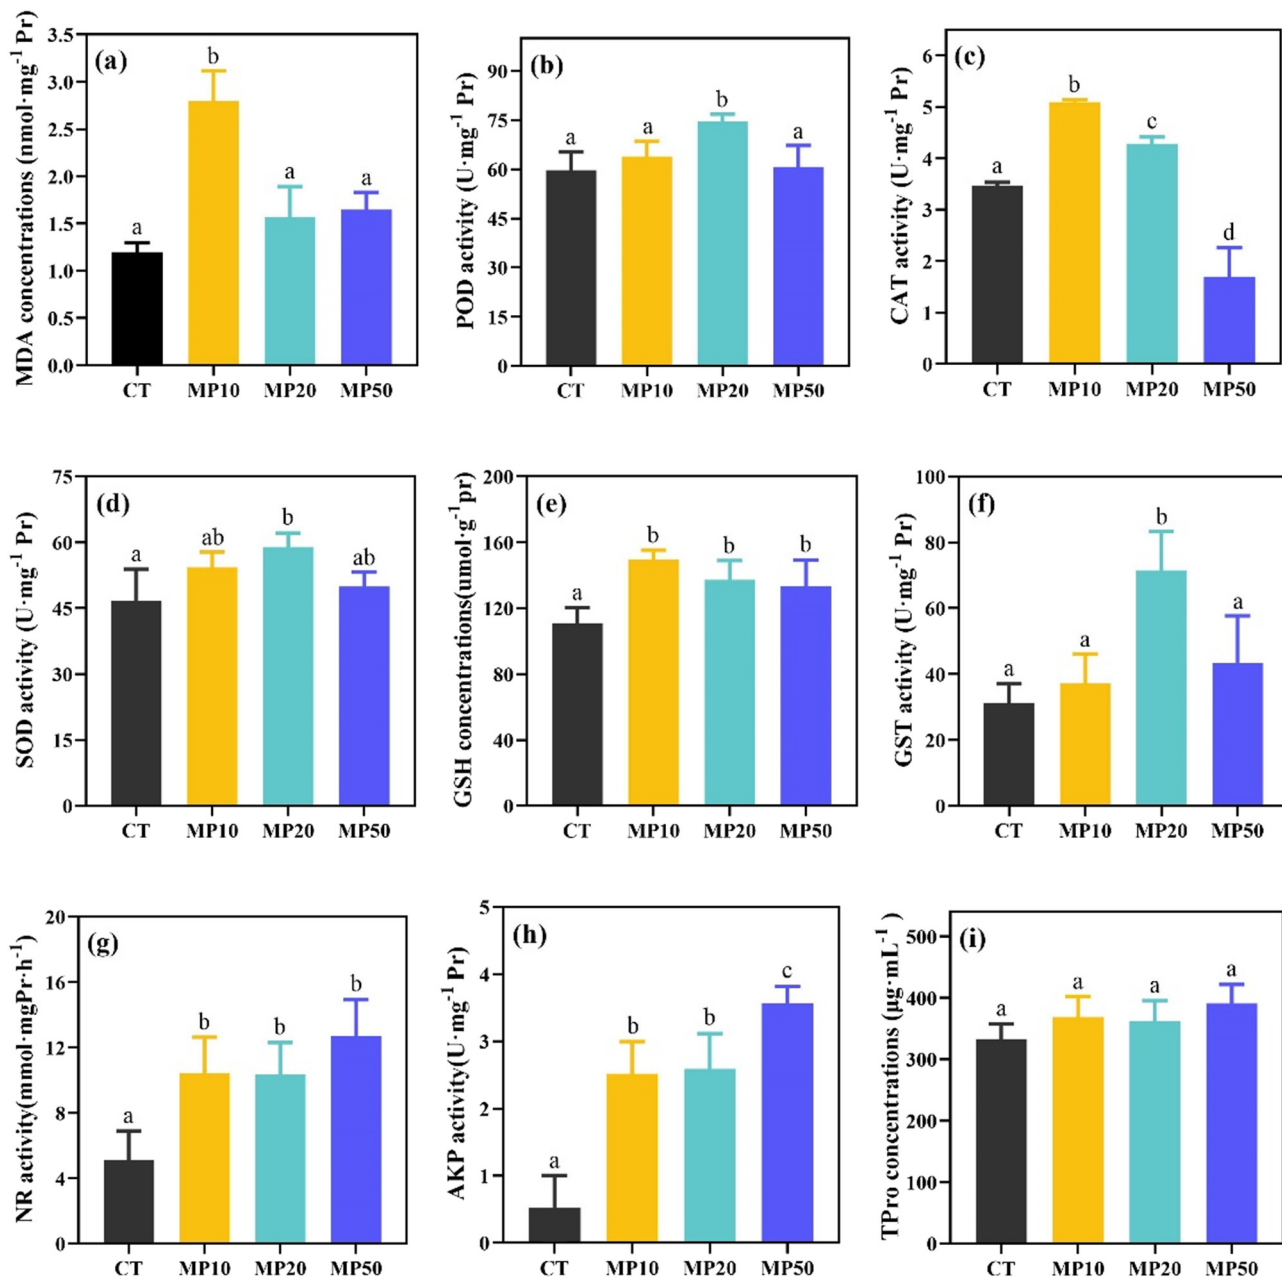 MDA concentrations (nmol·mg⁻¹ Pr)
(a)
3.5
3.0
2.5
2.0
1.5
1.0
0.5
0.0
a
b
a
a
CT MP10 MP20 MP50
POD activity (U·mg⁻¹ Pr)
(b)
90
75
60
45
30
15
0
a
a
b
a
CT MP10 MP20 MP50
CAT activity (U·mg⁻¹ Pr)
(c)
6
5
4
3
2
1
0
a
b
c
d
CT MP10 MP20 MP50
SOD activity (U·mg⁻¹ Pr)
(d)
75
60
45
30
15
0
a
ab
b
ab
CT MP10 MP20 MP50
GSH concentrations(umol·g⁻¹pr)
(e)
200
160
120
80
40
0
a
b
b
b
CT MP10 MP20 MP50
GST activity (U·mg⁻¹ Pr)
(f)
100
80
60
40
20
0
a
a
b
a
CT MP10 MP20 MP50
NR activity(nmol·mgPr·h⁻¹)
(g)
20
16
12
8
4
0
a
b
b
b
CT MP10 MP20 MP50
AKP activity(U·mg⁻¹ Pr)
(h)
5
4
3
2
1
0
a
b
b
c
CT MP10 MP20 MP50
TPro concentrations (μg·mL⁻¹ )
(i)
500
400
300
200
100
0
a
a
a
a
CT MP10 MP20 MP50